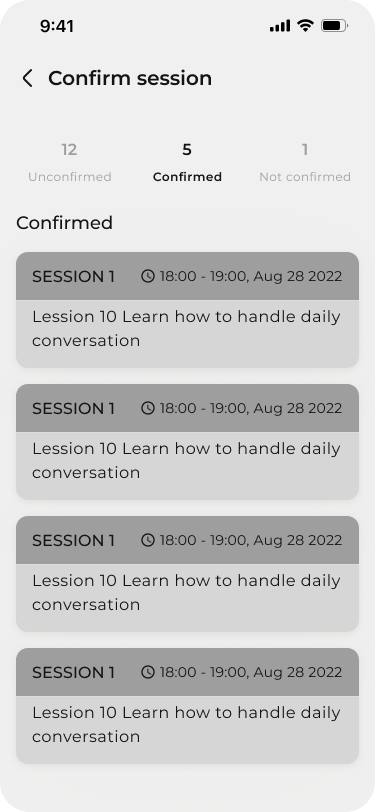 9:41
Confirm session
12 5 1
Unconfirmed Confirmed Not confirmed
Confirmed
SESSION 1 18:00 - 19:00, Aug 28 2022
Lession 10 Learn how to handle daily
conversation
SESSION 1 18:00 - 19:00, Aug 28 2022
Lession 10 Learn how to handle daily
conversation
SESSION 1 18:00 - 19:00, Aug 28 2022
Lession 10 Learn how to handle daily
conversation
SESSION 1 18:00 - 19:00, Aug 28 2022
Lession 10 Learn how to handle daily
conversation